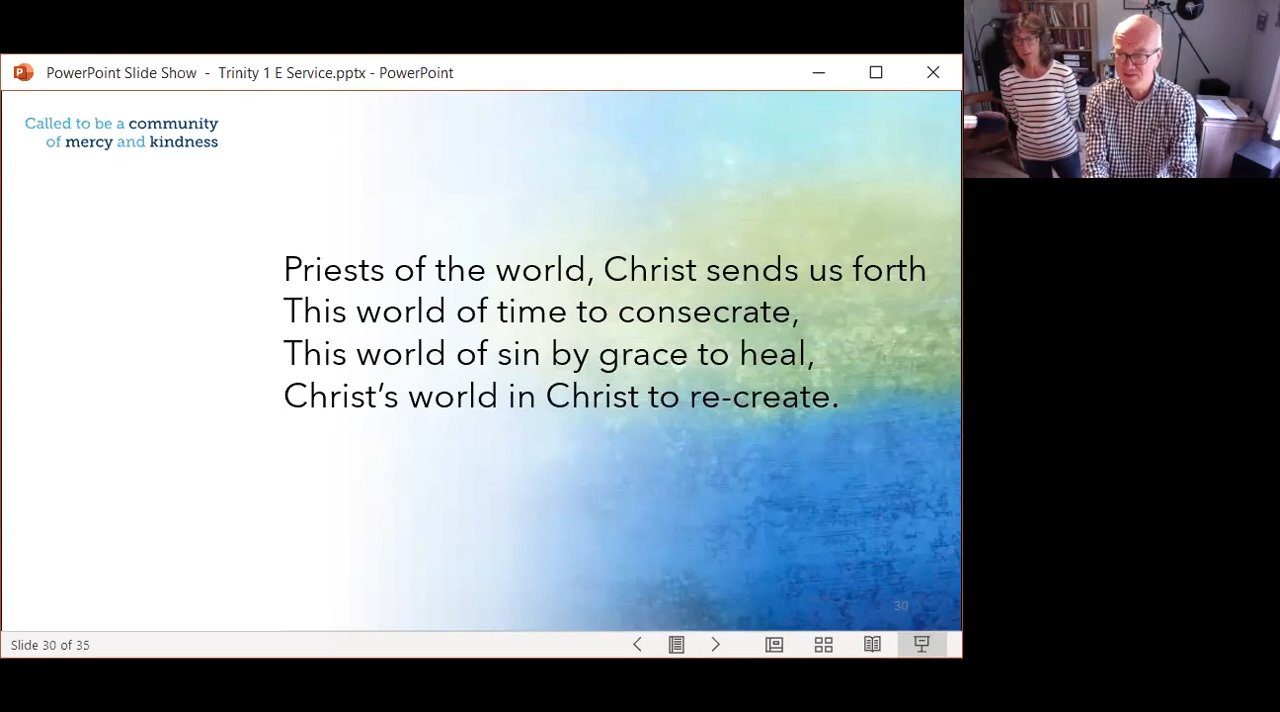 PowerPoint Slide Show - Trinity 1 E Service.pptx - PowerPoint
Called to be a community
of mercy and kindness
Priests of the world, Christ sends us forth
This world of time to consecrate,
This world of sin by grace to heal,
Christ’s world in Christ to re-create.
30
Slide 30 of 35